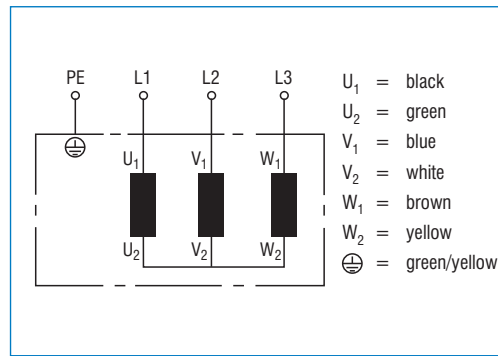 PE L1 L2 L3
U₁ V₁ W₁
U₂ V₂ W₂
U₁ = black
U₂ = green
V₁ = blue
V₂ = white
W₁ = brown
W₂ = yellow
⏚ = green/yellow